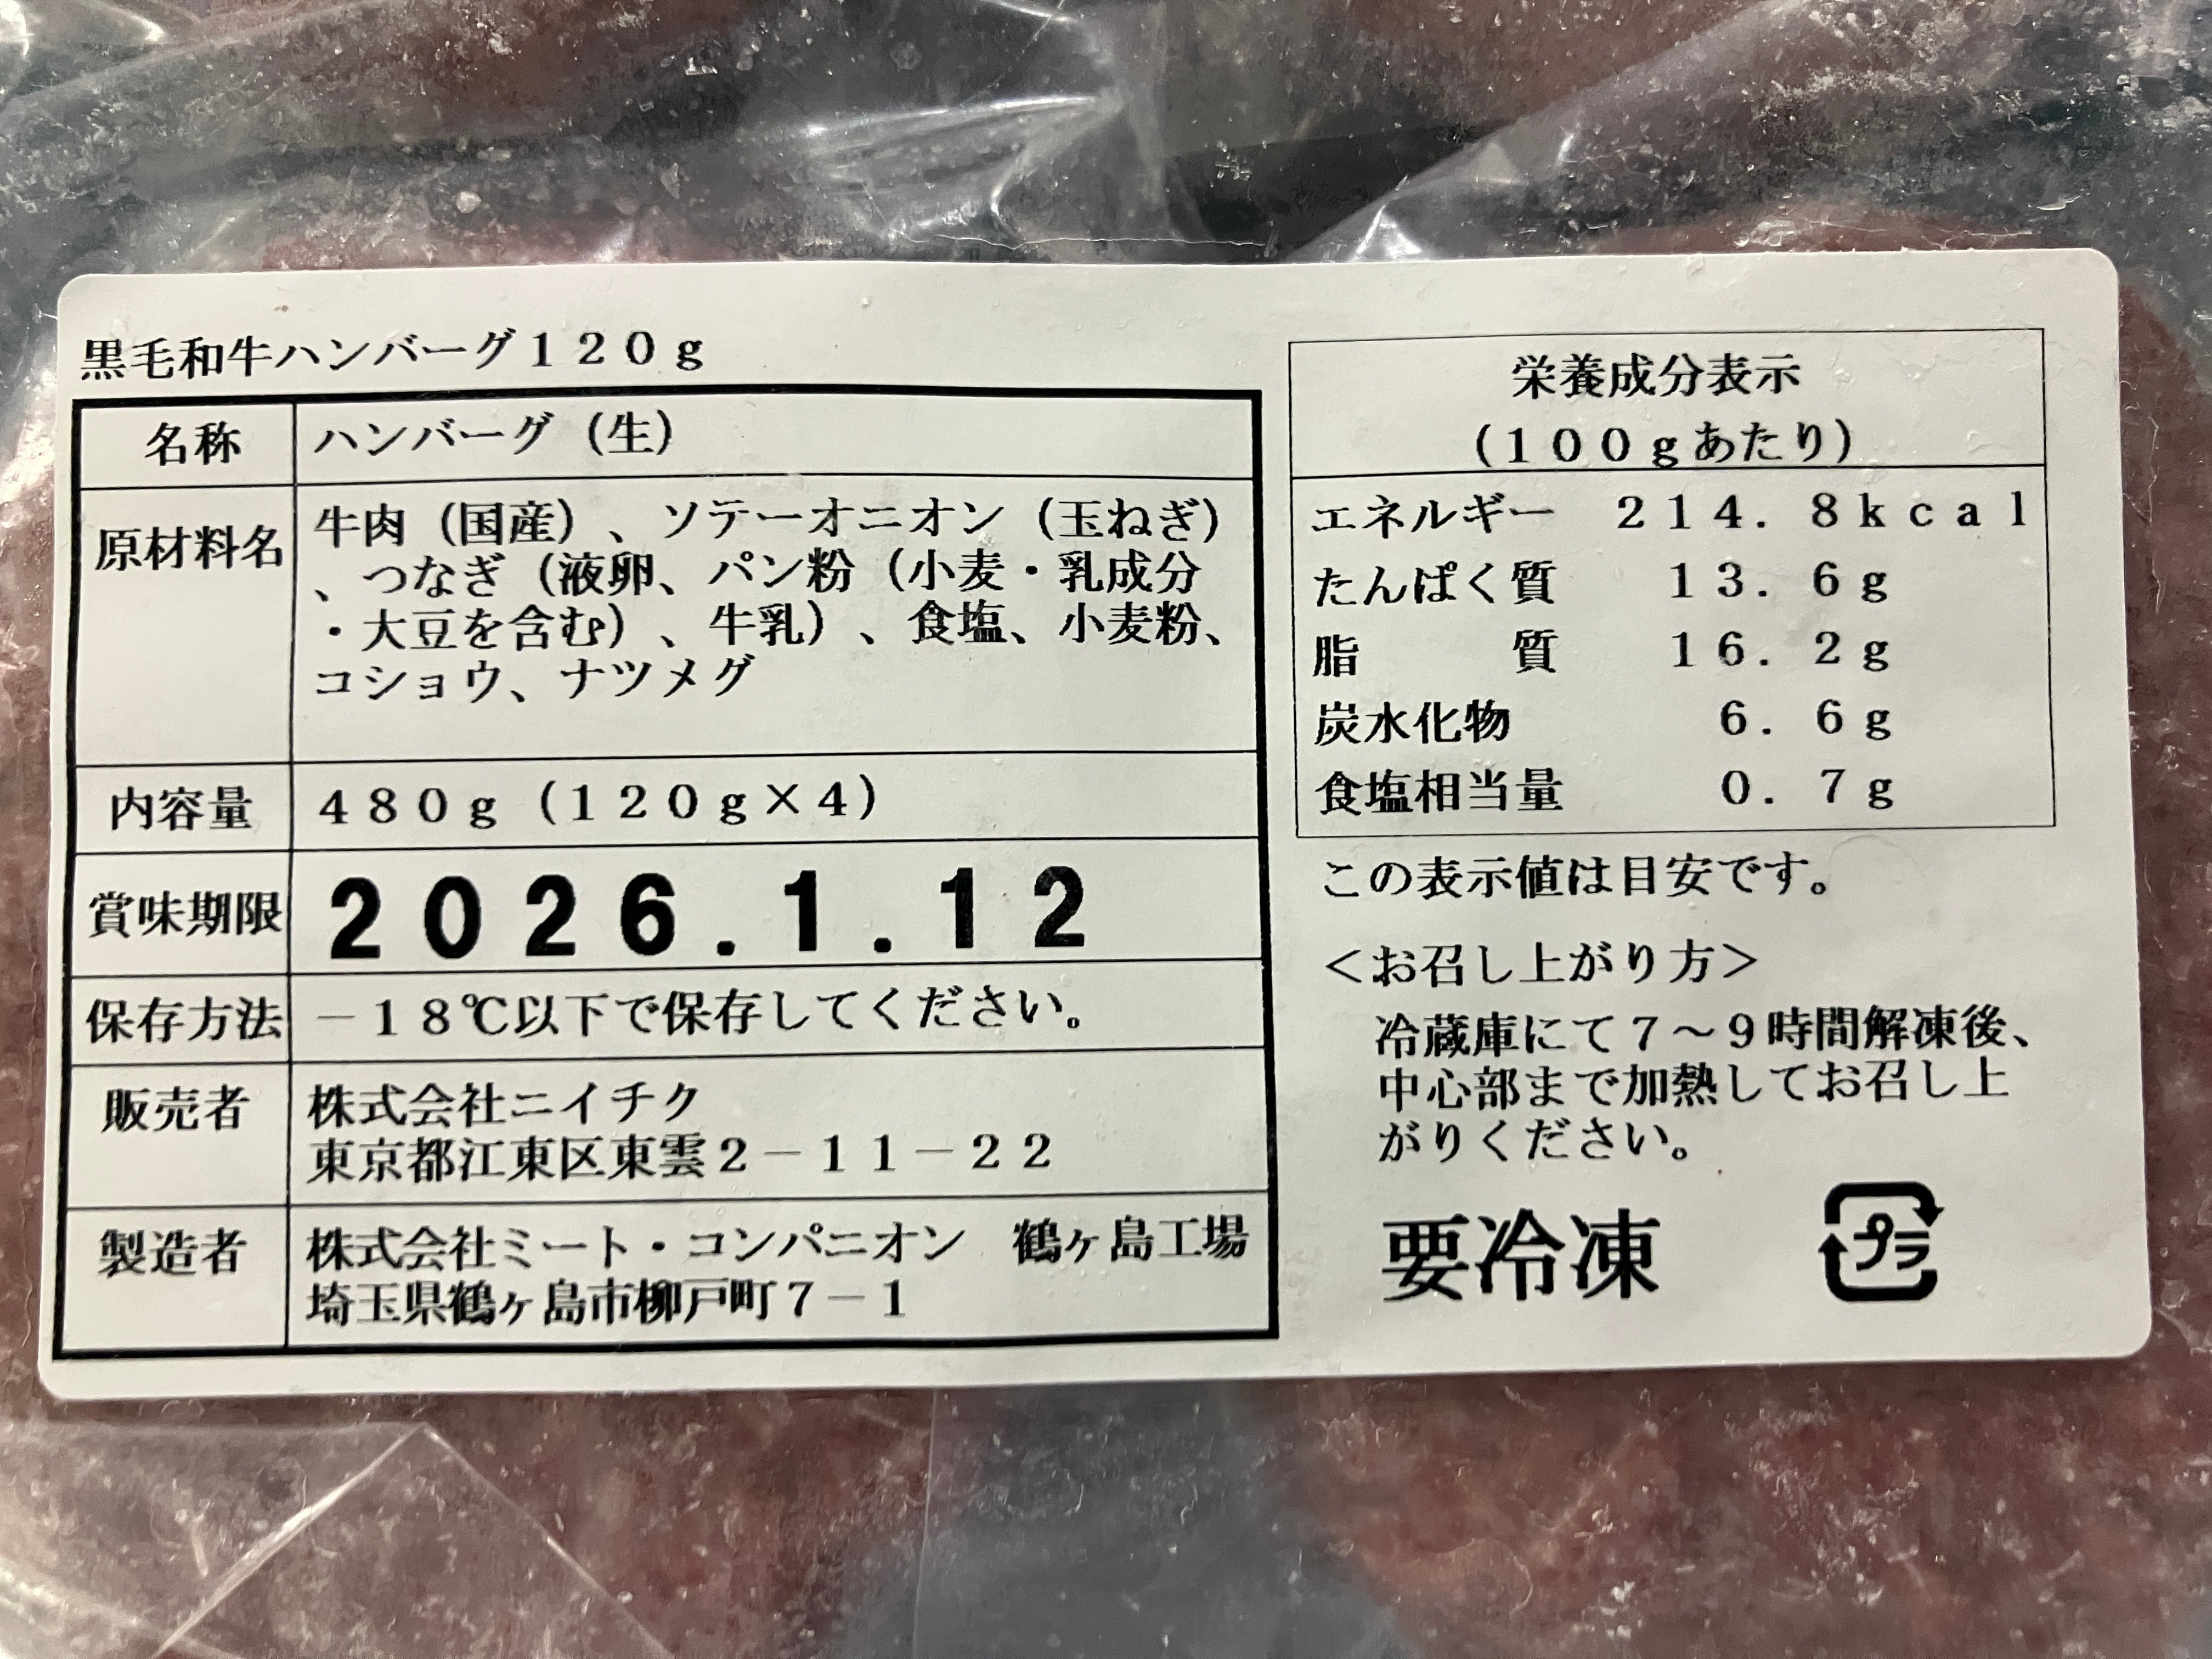 黒毛和牛ハンバーグ１２０ｇ
名称 ハンバーグ（生）
原材料名 牛肉（国産）、ソテーオニオン（玉ねぎ）
、つなぎ（液卵、パン粉（小麦・乳成分
・大豆を含む）、牛乳）、食塩、小麦粉、
コショウ、ナツメグ
内容量 ４８０ｇ（１２０ｇ×４）
賞味期限 ２０２６.１.１２
保存方法 －１８℃以下で保存してください。
販売者 株式会社ニイチク
東京都江東区東雲２－１１－２２
製造者 株式会社ミート・コンパニオン　鶴ヶ島工場
埼玉県鶴ヶ島市柳戸町７－１
栄養成分表示
（１００ｇあたり）
エネルギー　２１４．８ｋｃａｌ
たんぱく質　１３．６ｇ
脂　　　質　１６．２ｇ
炭水化物　６．６ｇ
食塩相当量　０．７ｇ
この表示値は目安です。
＜お召し上がり方＞
冷蔵庫にて７～９時間解凍後、
中心部まで加熱してお召し上
がりください。
要冷凍
プラ